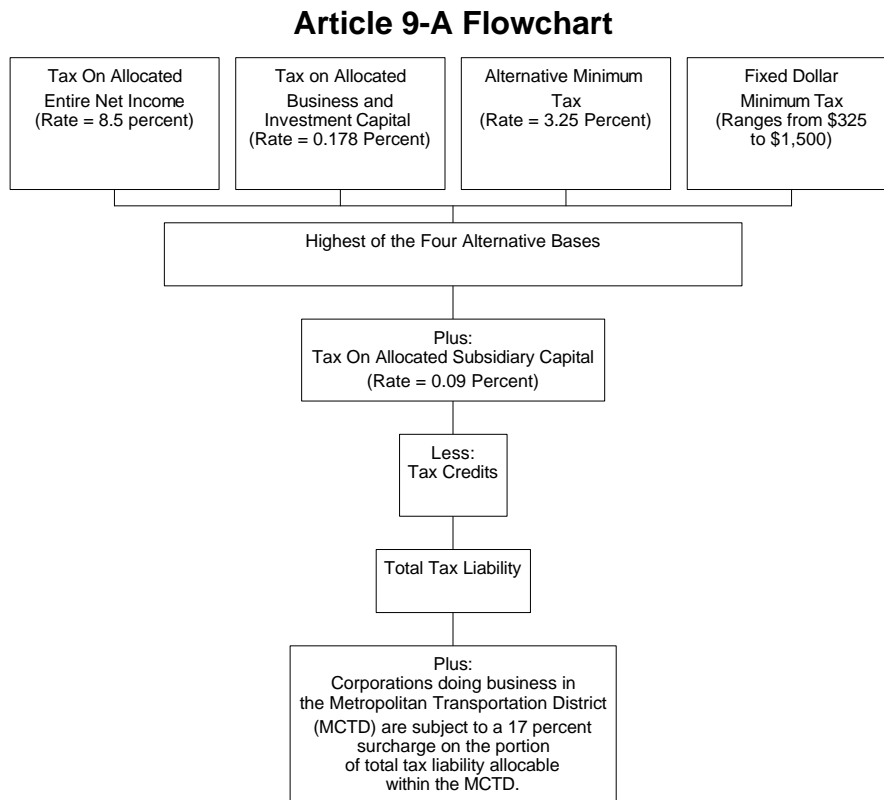 Article 9-A Flowchart
Tax On Allocated
Entire Net Income
(Rate = 8.5 percent)
Tax on Allocated
Business and
Investment Capital
(Rate = 0.178 Percent)
Alternative Minimum
Tax
(Rate = 3.25 Percent)
Fixed Dollar
Minimum Tax
(Ranges from $325
to $1,500)
Highest of the Four Alternative Bases
Plus:
Tax On Allocated Subsidiary Capital
(Rate = 0.09 Percent)
Less:
Tax Credits
Total Tax Liability
Plus:
Corporations doing business in
the Metropolitan Transportation District
(MCTD) are subject to a 17 percent
surcharge on the portion
of total tax liability allocable
within the MCTD.